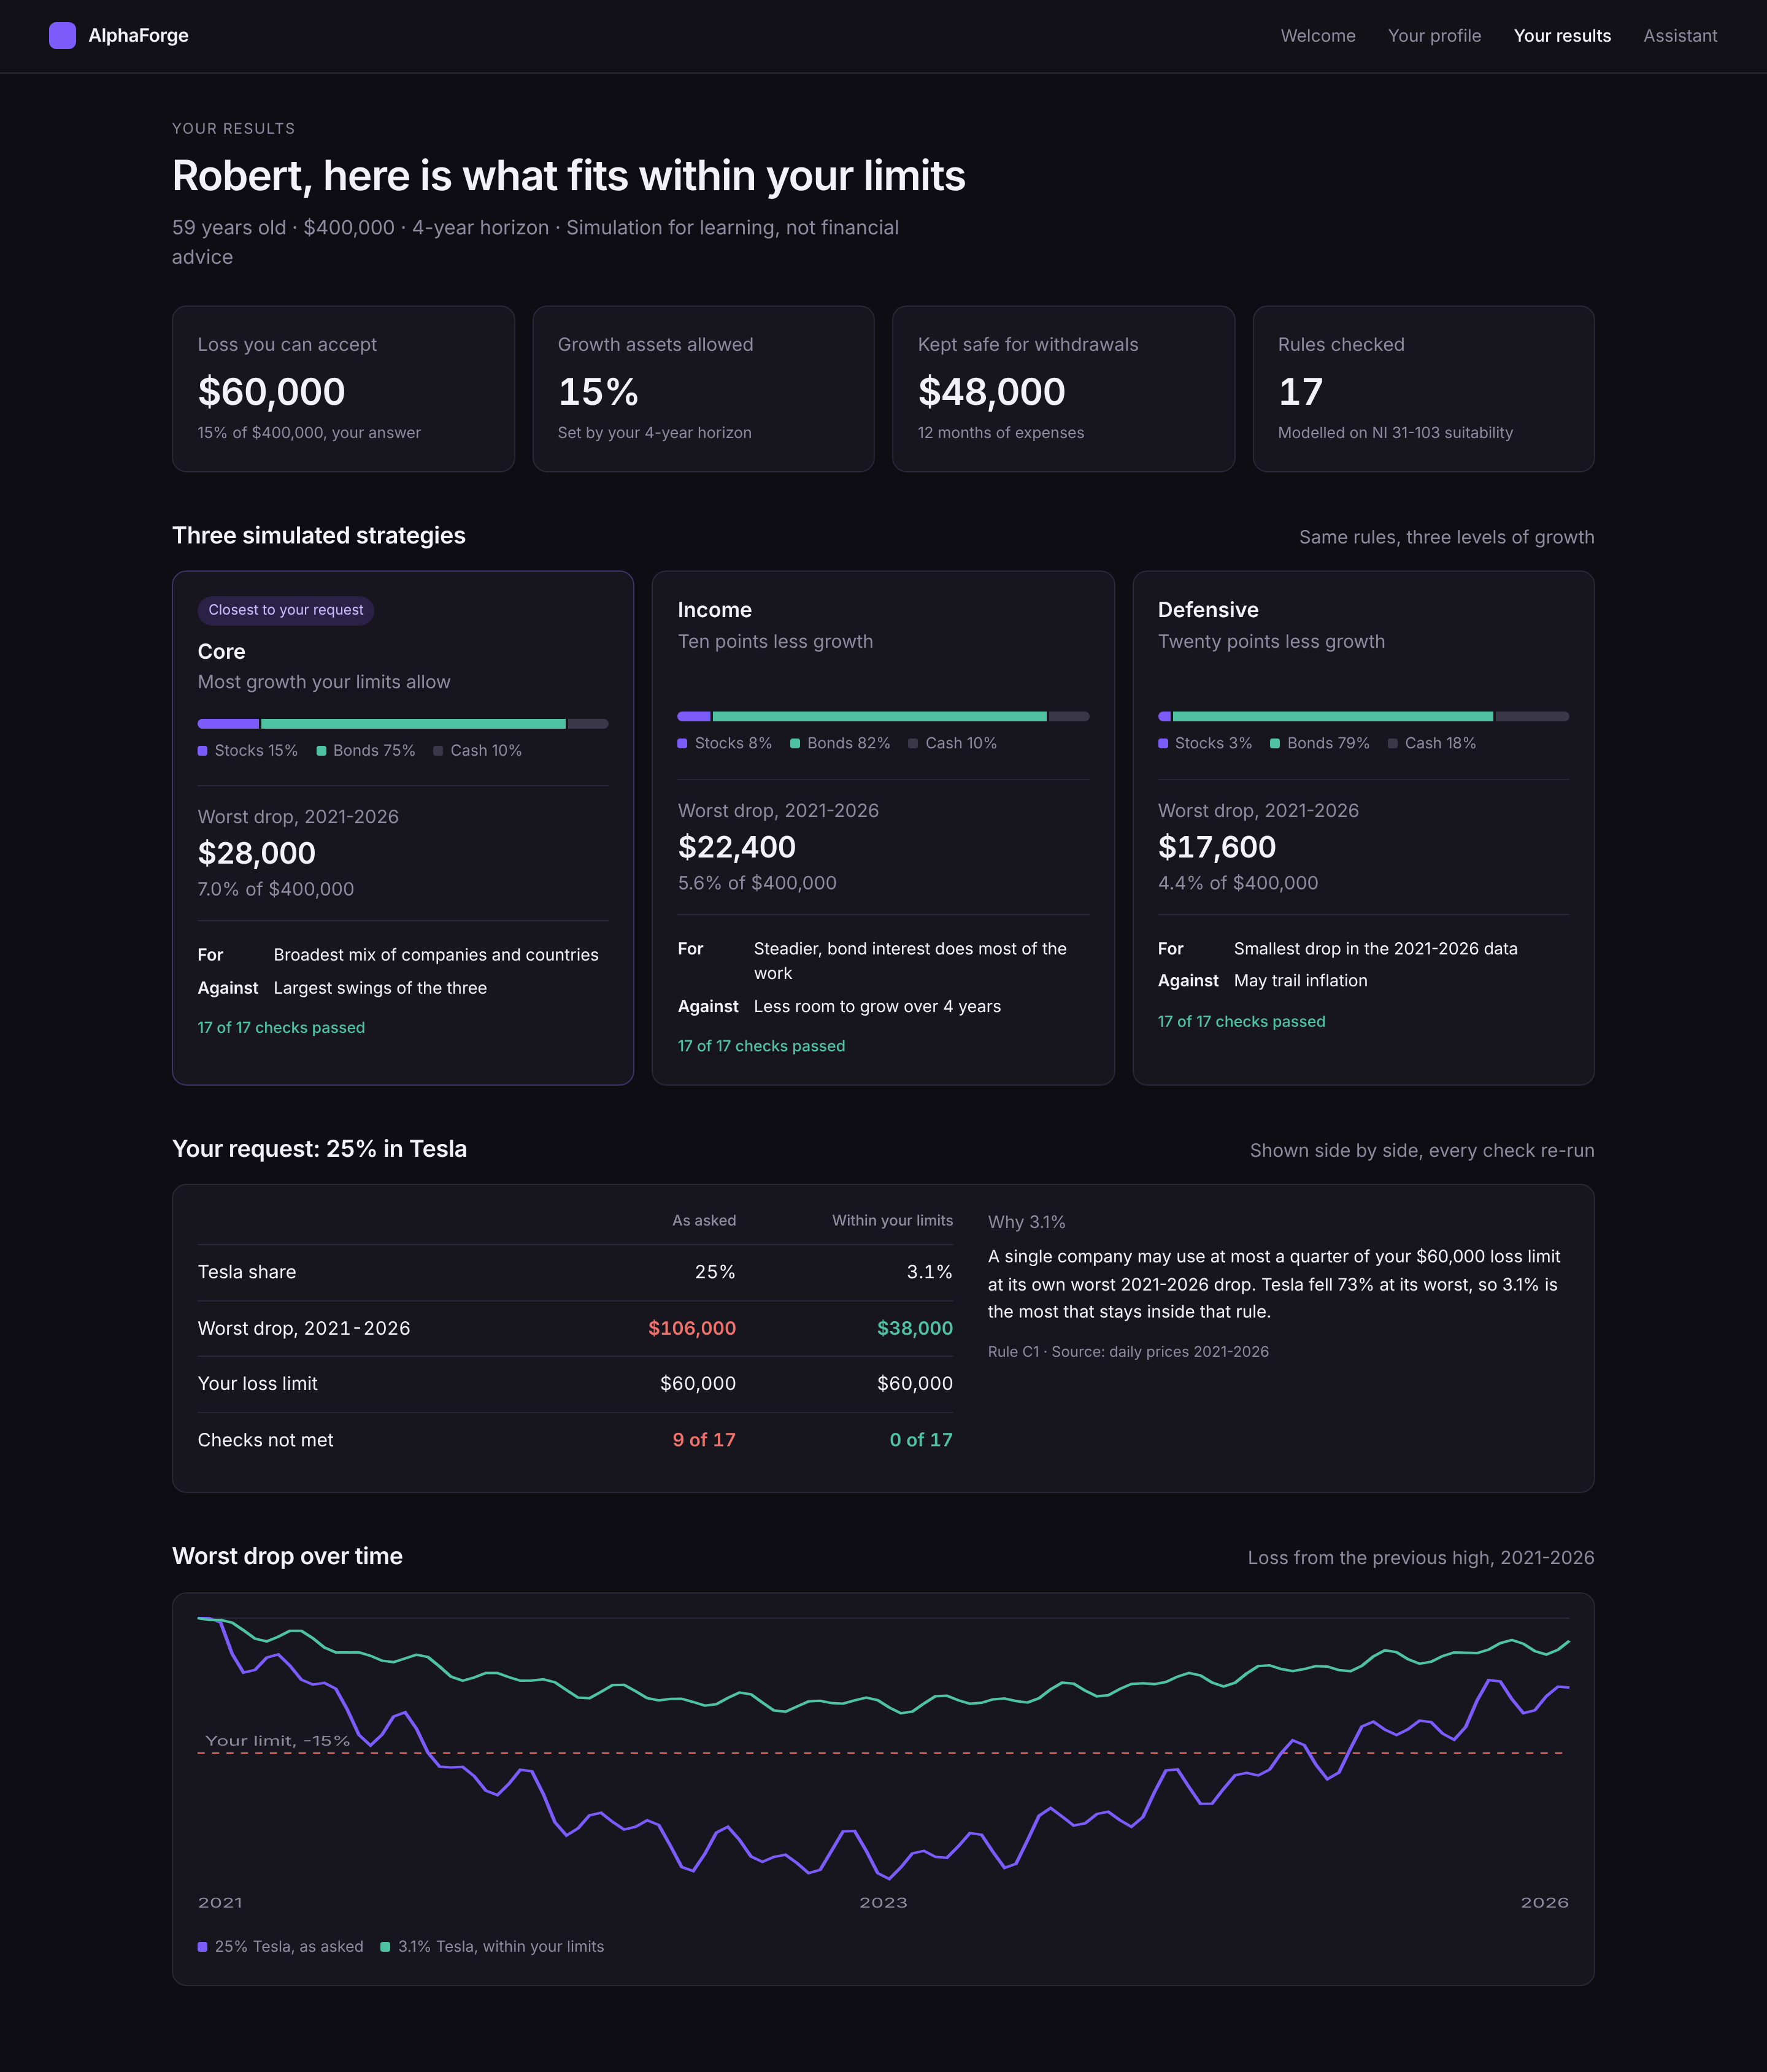 AlphaForge
Welcome
Your profile
Your results
Assistant
YOUR RESULTS
Robert, here is what fits within your limits
59 years old · $400,000 · 4-year horizon · Simulation for learning, not financial
advice
Loss you can accept
$60,000
15% of $400,000, your answer
Growth assets allowed
15%
Set by your 4-year horizon
Kept safe for withdrawals
$48,000
12 months of expenses
Rules checked
17
Modelled on NI 31-103 suitability
Three simulated strategies
Same rules, three levels of growth
Closest to your request
Core
Most growth your limits allow
Stocks 15%
Bonds 75%
Cash 10%
Worst drop, 2021-2026
$28,000
7.0% of $400,000
For
Broadest mix of companies and countries
Against
Largest swings of the three
17 of 17 checks passed
Income
Ten points less growth
Stocks 8%
Bonds 82%
Cash 10%
Worst drop, 2021-2026
$22,400
5.6% of $400,000
For
Steadier, bond interest does most of the
work
Against
Less room to grow over 4 years
17 of 17 checks passed
Defensive
Twenty points less growth
Stocks 3%
Bonds 79%
Cash 18%
Worst drop, 2021-2026
$17,600
4.4% of $400,000
For
Smallest drop in the 2021-2026 data
Against
May trail inflation
17 of 17 checks passed
Your request: 25% in Tesla
Shown side by side, every check re-run
As asked
Within your limits
Tesla share
25%
3.1%
Worst drop, 2021-2026
$106,000
$38,000
Your loss limit
$60,000
$60,000
Checks not met
9 of 17
0 of 17
Why 3.1%
A single company may use at most a quarter of your $60,000 loss limit
at its own worst 2021-2026 drop. Tesla fell 73% at its worst, so 3.1% is
the most that stays inside that rule.
Rule C1 · Source: daily prices 2021-2026
Worst drop over time
Loss from the previous high, 2021-2026
Your limit, -15%
2021
2023
2026
25% Tesla, as asked
3.1% Tesla, within your limits